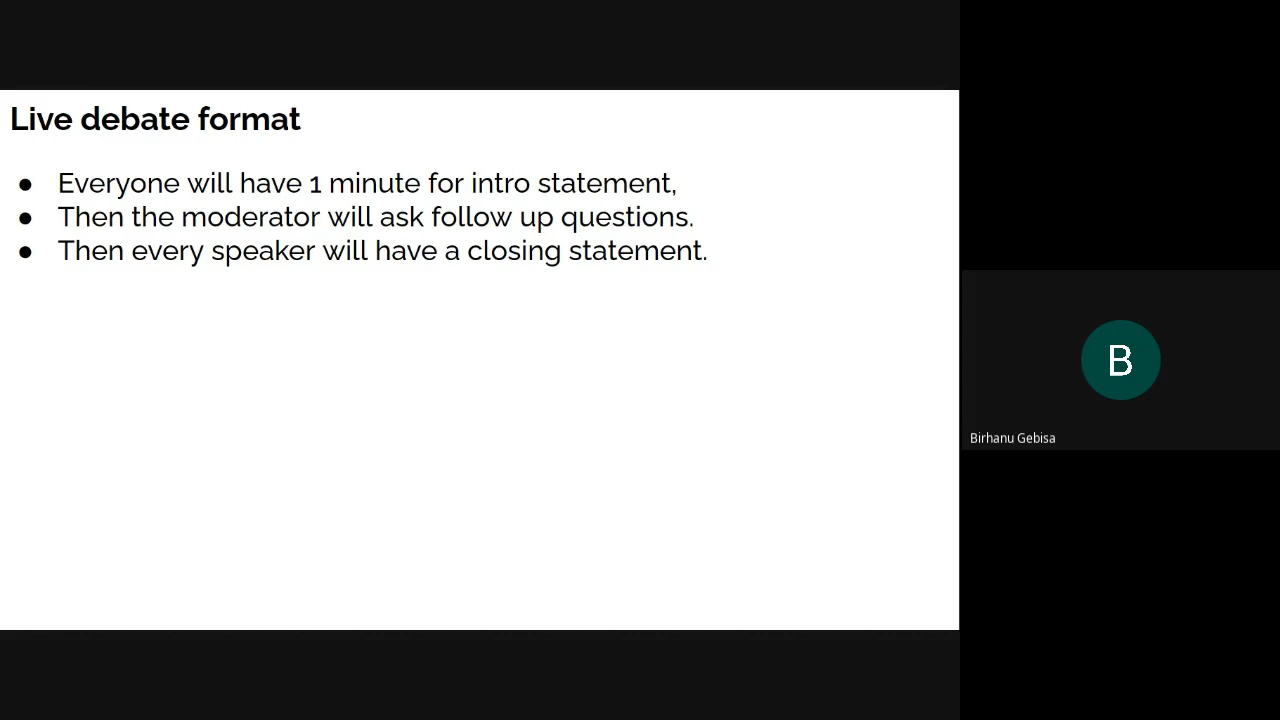 Live debate format
● Everyone will have 1 minute for intro statement,
● Then the moderator will ask follow up questions.
● Then every speaker will have a closing statement.
B
Birhanu Gebisa